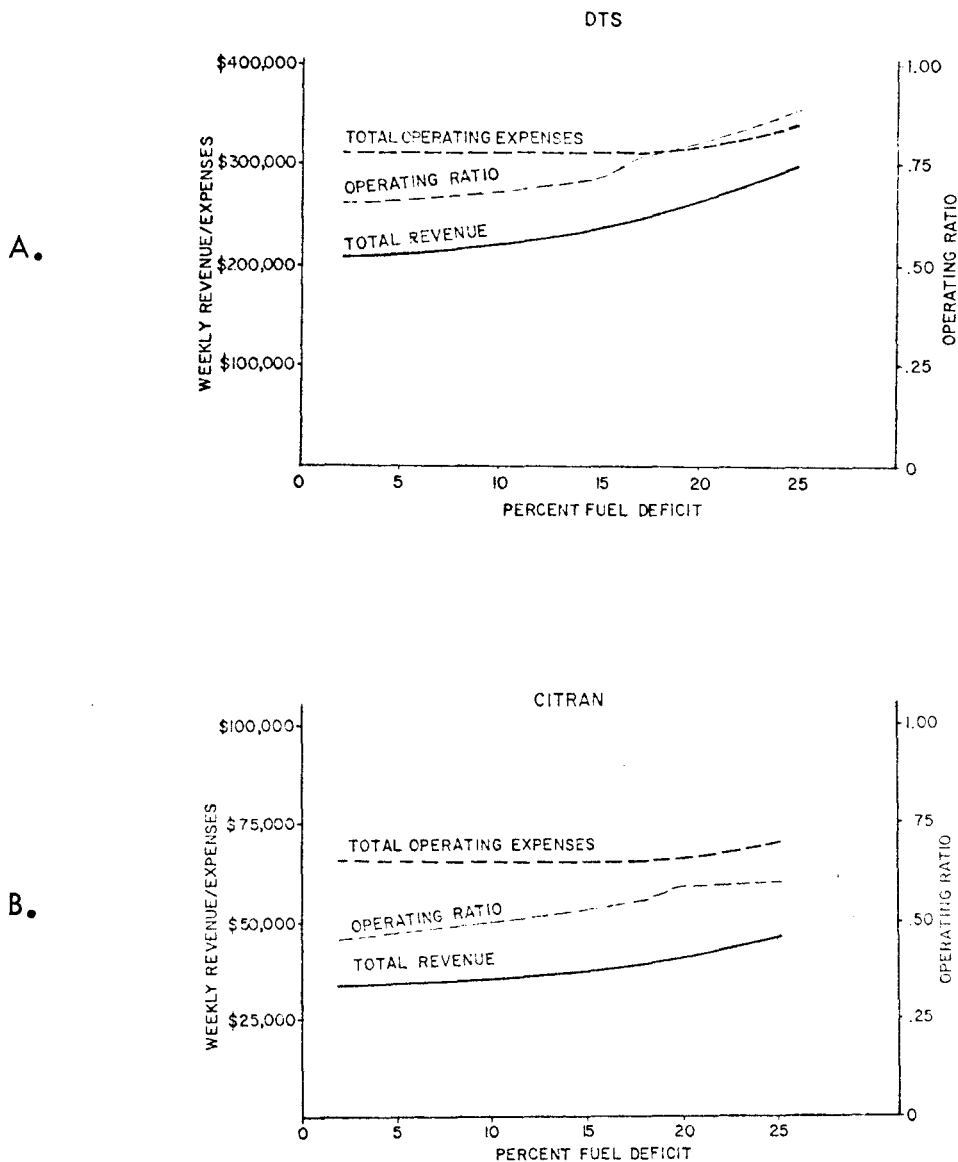 A.
DTS
WEEKLY REVENUE/EXPENSES
$400,000
$300,000
$200,000
$100,000
0
TOTAL OPERATING EXPENSES
OPERATING RATIO
TOTAL REVENUE
1.00
.75
.50
.25
0
OPERATING RATIO
5
10
15
20
25
PERCENT FUEL DEFICIT
B.
CITRAN
WEEKLY REVENUE/EXPENSES
$100,000
$75,000
$50,000
$25,000
0
TOTAL OPERATING EXPENSES
OPERATING RATIO
TOTAL REVENUE
1.00
.75
.50
.25
0
OPERATING RATIO
5
10
15
20
25
PERCENT FUEL DEFICIT